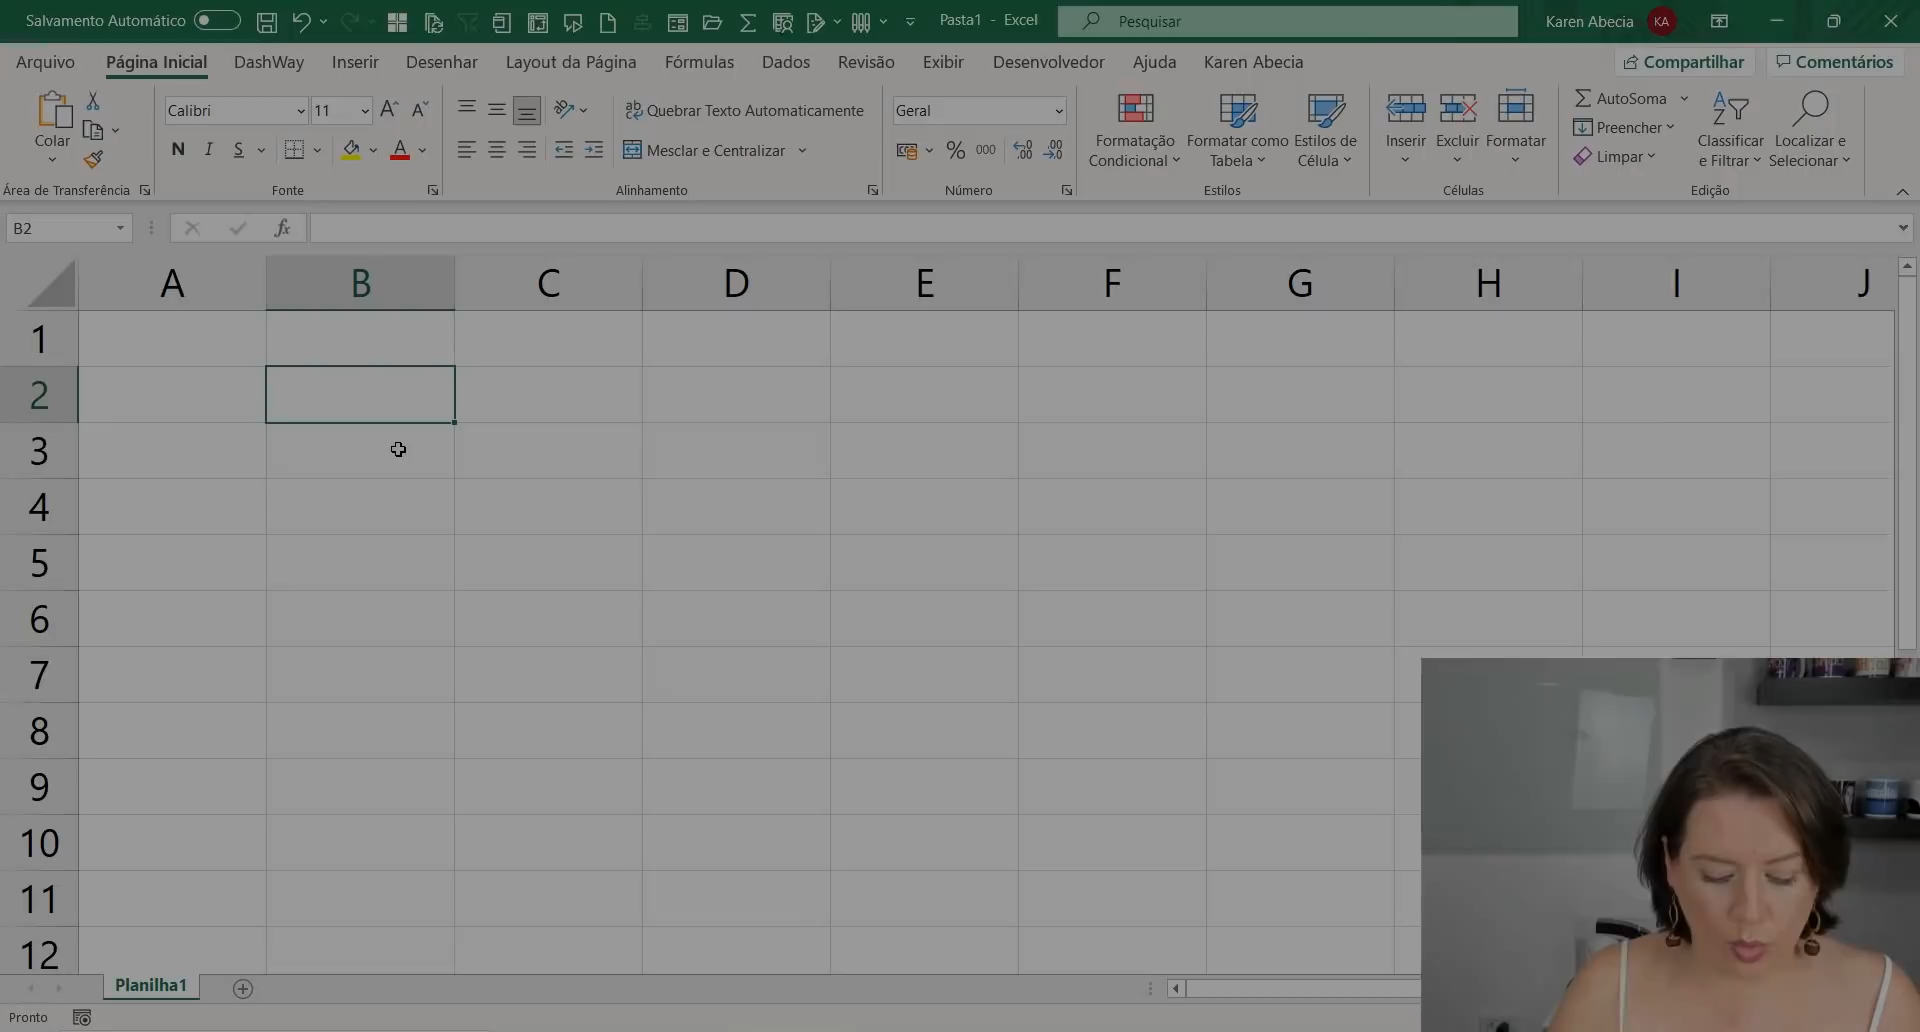 Salvamento Automático
Pasta1 - Excel
Pesquisar
Karen Abecia
KA
Arquivo
Página Inicial
DashWay
Inserir
Desenhar
Layout da Página
Fórmulas
Dados
Revisão
Exibir
Desenvolvedor
Ajuda
Karen Abecia
Compartilhar
Comentários
Colar
Calibri
11
N I S
Quebrar Texto Automaticamente
Mesclar e Centralizar
Geral
% 000
Formatação
Condicional
Formatar como
Tabela
Estilos de
Célula
Inserir
Excluir
Formatar
AutoSoma
Preencher
Limpar
Classificar
e Filtrar
Localizar e
Selecionar
Área de Transferência
Fonte
Alinhamento
Número
Estilos
Células
Edição
B2
fx
A B C D E F G H I J
1
2
3
4
5
6
7
8
9
10
11
12
Planilha1
Pronto